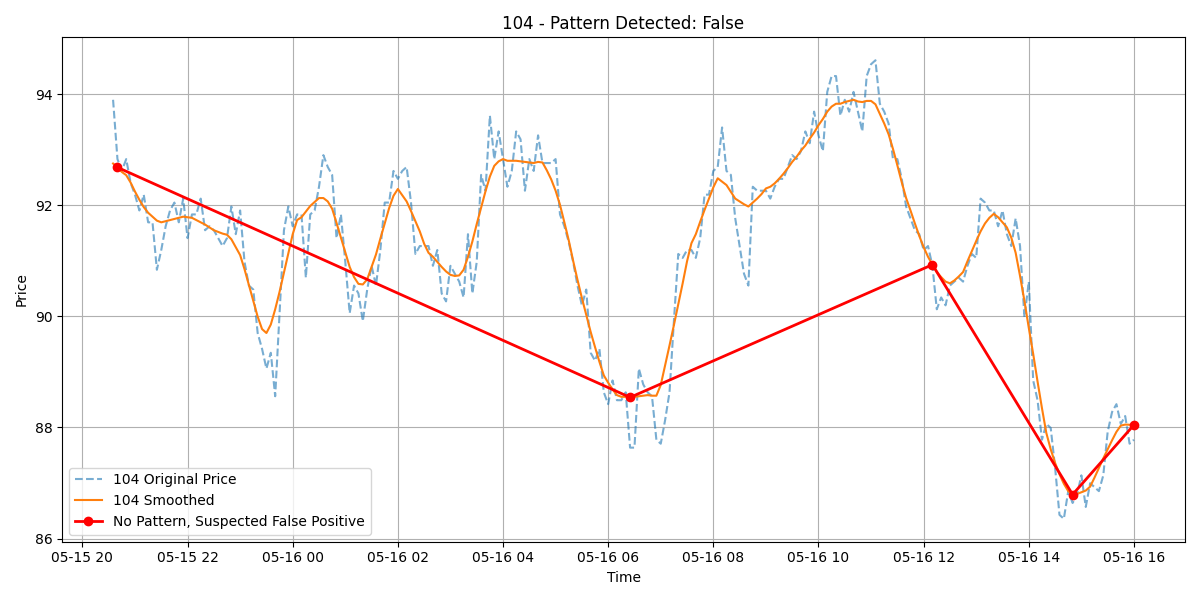 104 - Pattern Detected: False
Price
94
92
90
88
86
104 Original Price
104 Smoothed
No Pattern, Suspected False Positive
05-15 20
05-15 22
05-16 00
05-16 02
05-16 04
05-16 06
05-16 08
05-16 10
05-16 12
05-16 14
05-16 16
Time